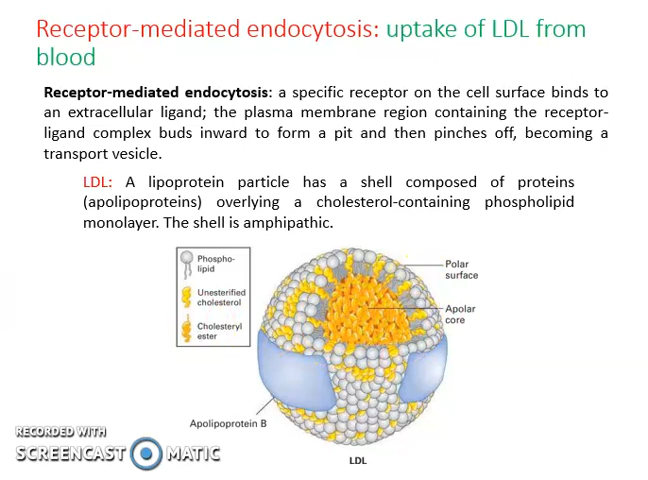 Receptor-mediated endocytosis: uptake of LDL from
blood
Receptor-mediated endocytosis: a specific receptor on the cell surface binds to
an extracellular ligand; the plasma membrane region containing the receptor-
ligand complex buds inward to form a pit and then pinches off, becoming a
transport vesicle.
LDL: A lipoprotein particle has a shell composed of proteins
(apolipoproteins) overlying a cholesterol-containing phospholipid
monolayer. The shell is amphipathic.
Phospho-
lipid
Unesterified
cholesterol
Cholesteryl
ester
Polar
surface
Apolar
core
Apolipoprotein B
LDL
RECORDED WITH
SCREENCAST MATIC